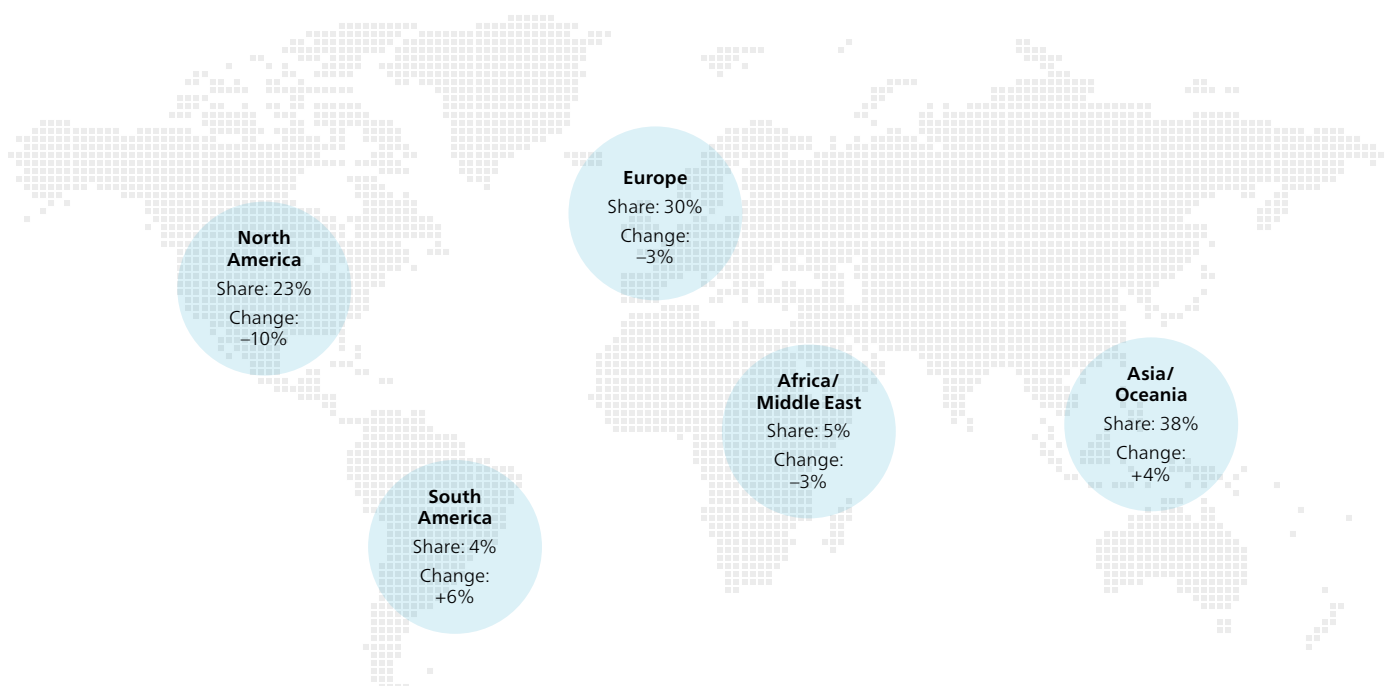 Europe
Share: 30%
Change:
–3%
North
America
Share: 23%
Change:
–10%
Africa/
Middle East
Share: 5%
Change:
–3%
Asia/
Oceania
Share: 38%
Change:
+4%
South
America
Share: 4%
Change:
+6%